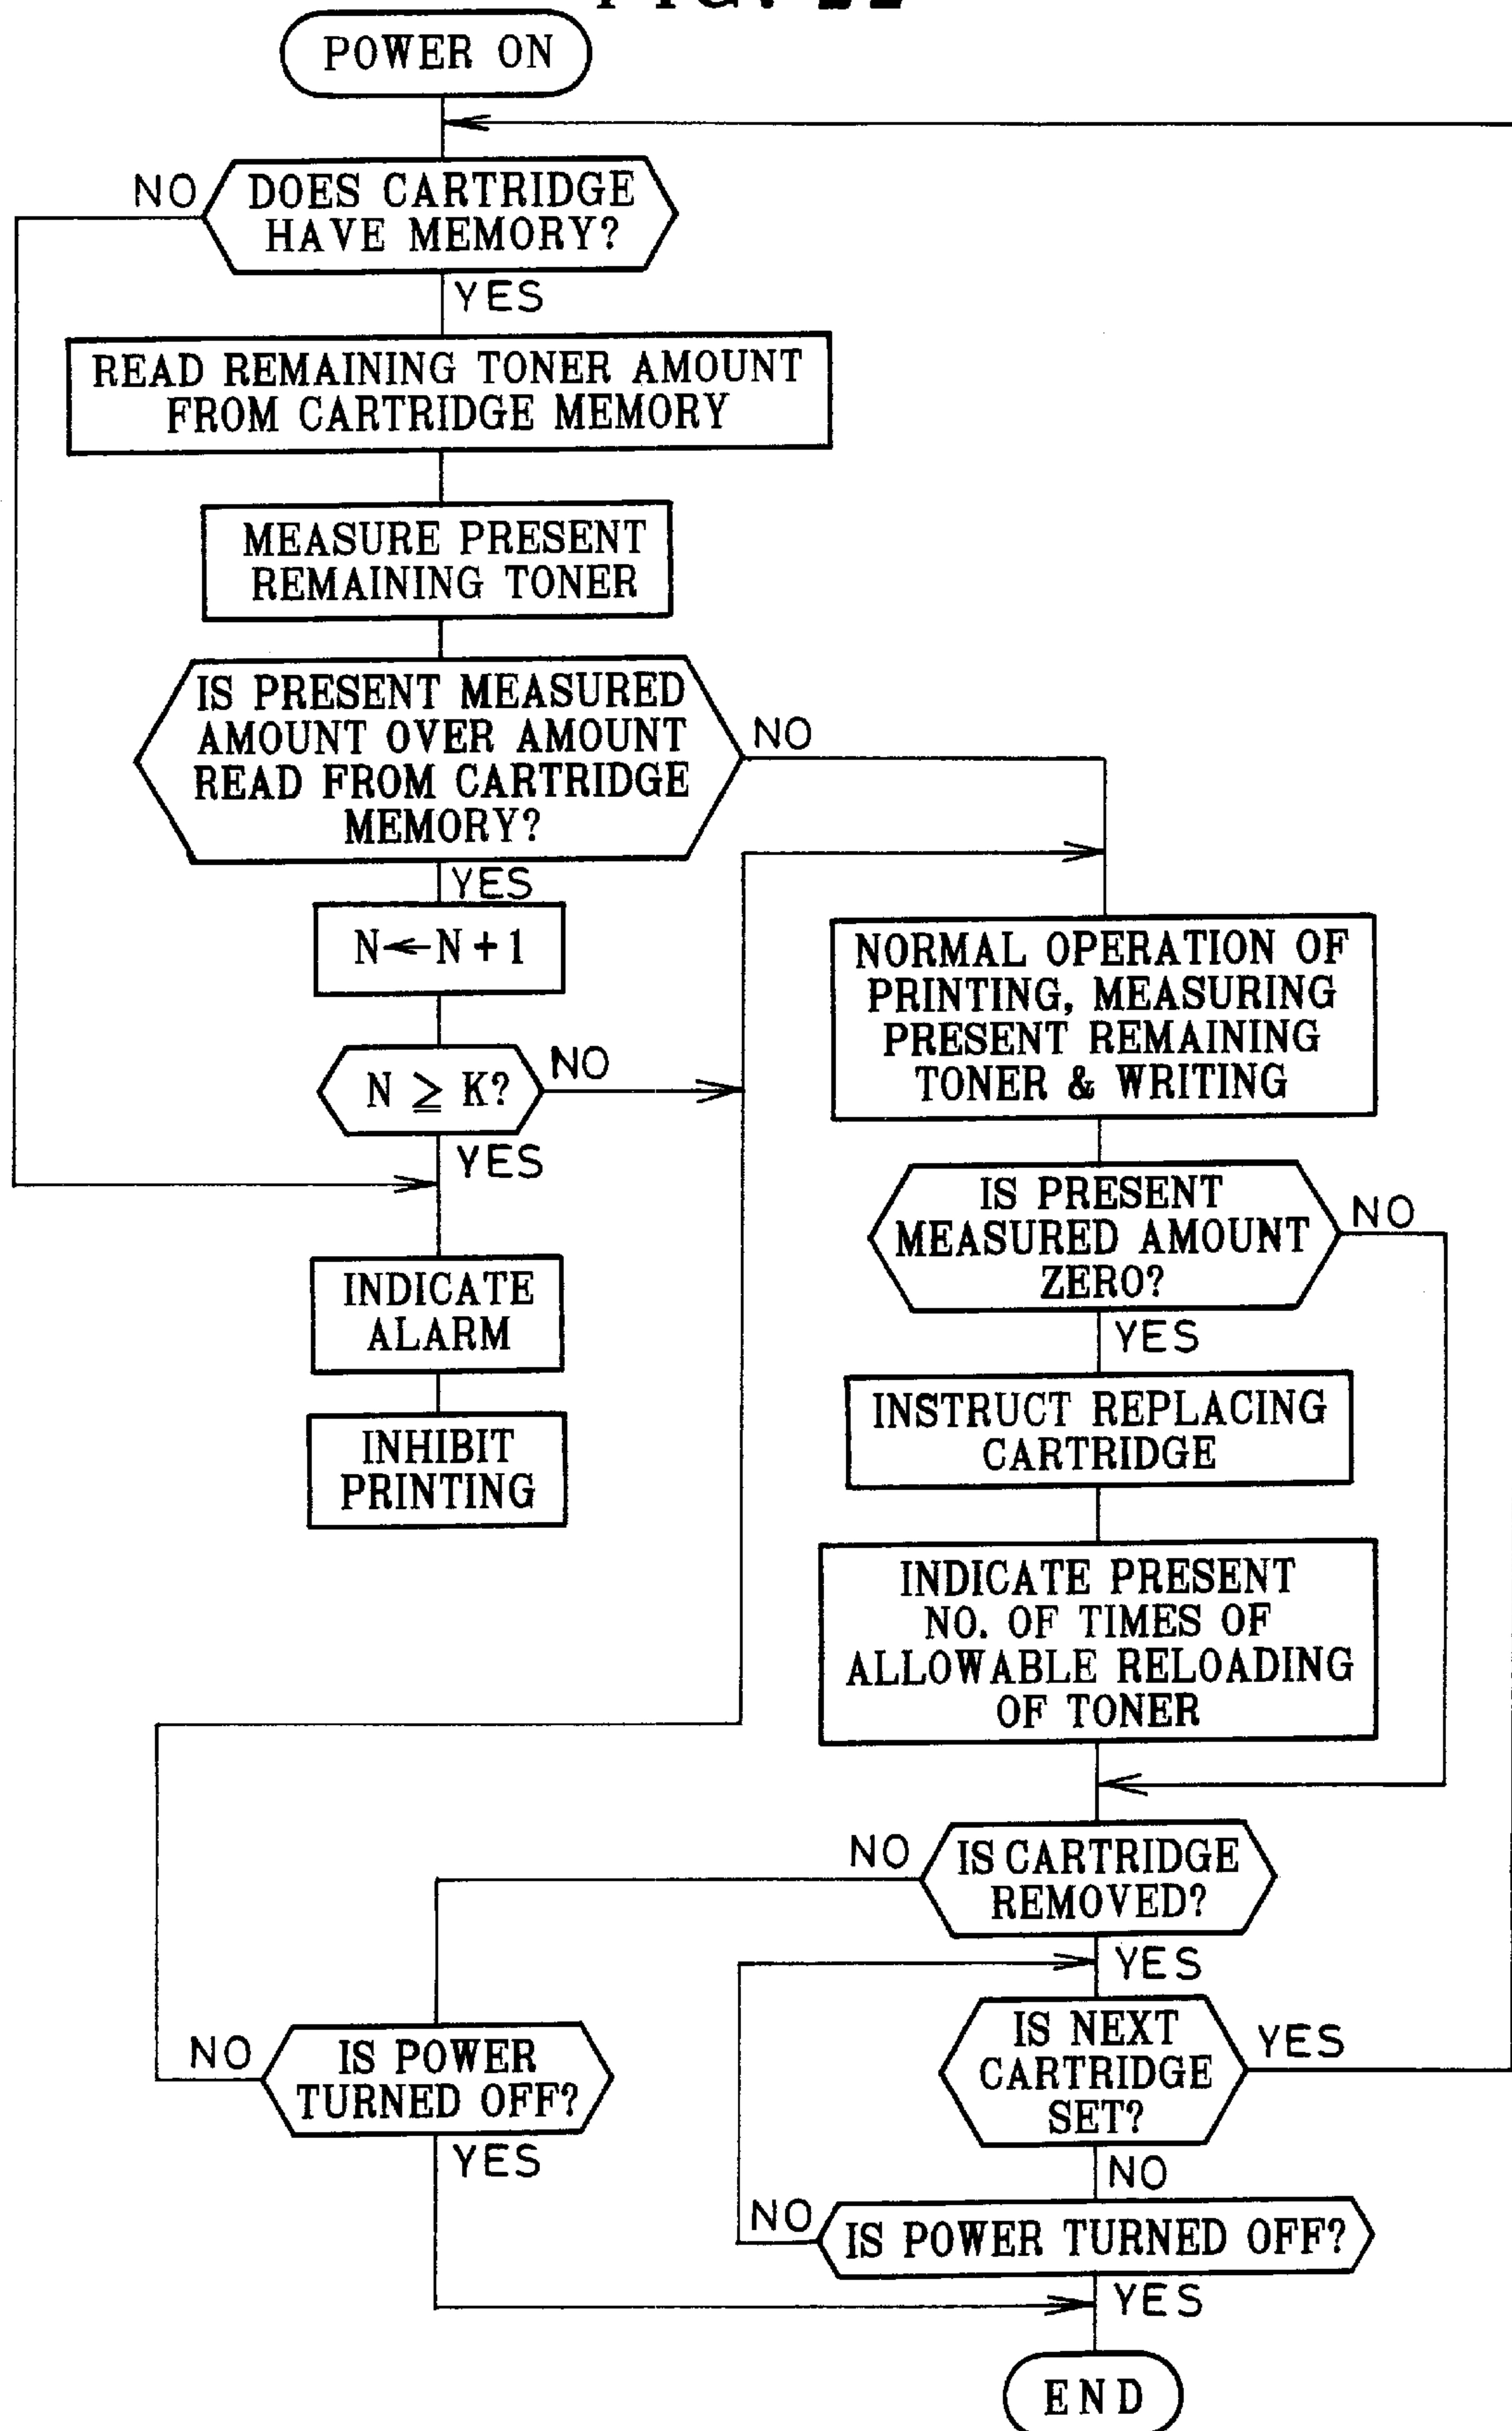 POWER ON
NO
DOES CARTRIDGE
HAVE MEMORY?
YES
READ REMAINING TONER AMOUNT
FROM CARTRIDGE MEMORY
MEASURE PRESENT
REMAINING TONER
IS PRESENT MEASURED
AMOUNT OVER AMOUNT
READ FROM CARTRIDGE
MEMORY?
NO
YES
N←N+1
N ≧ K?
NO
YES
INDICATE
ALARM
INHIBIT
PRINTING
NORMAL OPERATION OF
PRINTING, MEASURING
PRESENT REMAINING
TONER & WRITING
IS PRESENT
MEASURED AMOUNT
ZERO?
NO
YES
INSTRUCT REPLACING
CARTRIDGE
INDICATE PRESENT
NO. OF TIMES OF
ALLOWABLE RELOADING
OF TONER
NO
IS CARTRIDGE
REMOVED?
YES
NO
IS POWER
TURNED OFF?
YES
IS NEXT
CARTRIDGE
SET?
YES
NO
NO
IS POWER TURNED OFF?
YES
END